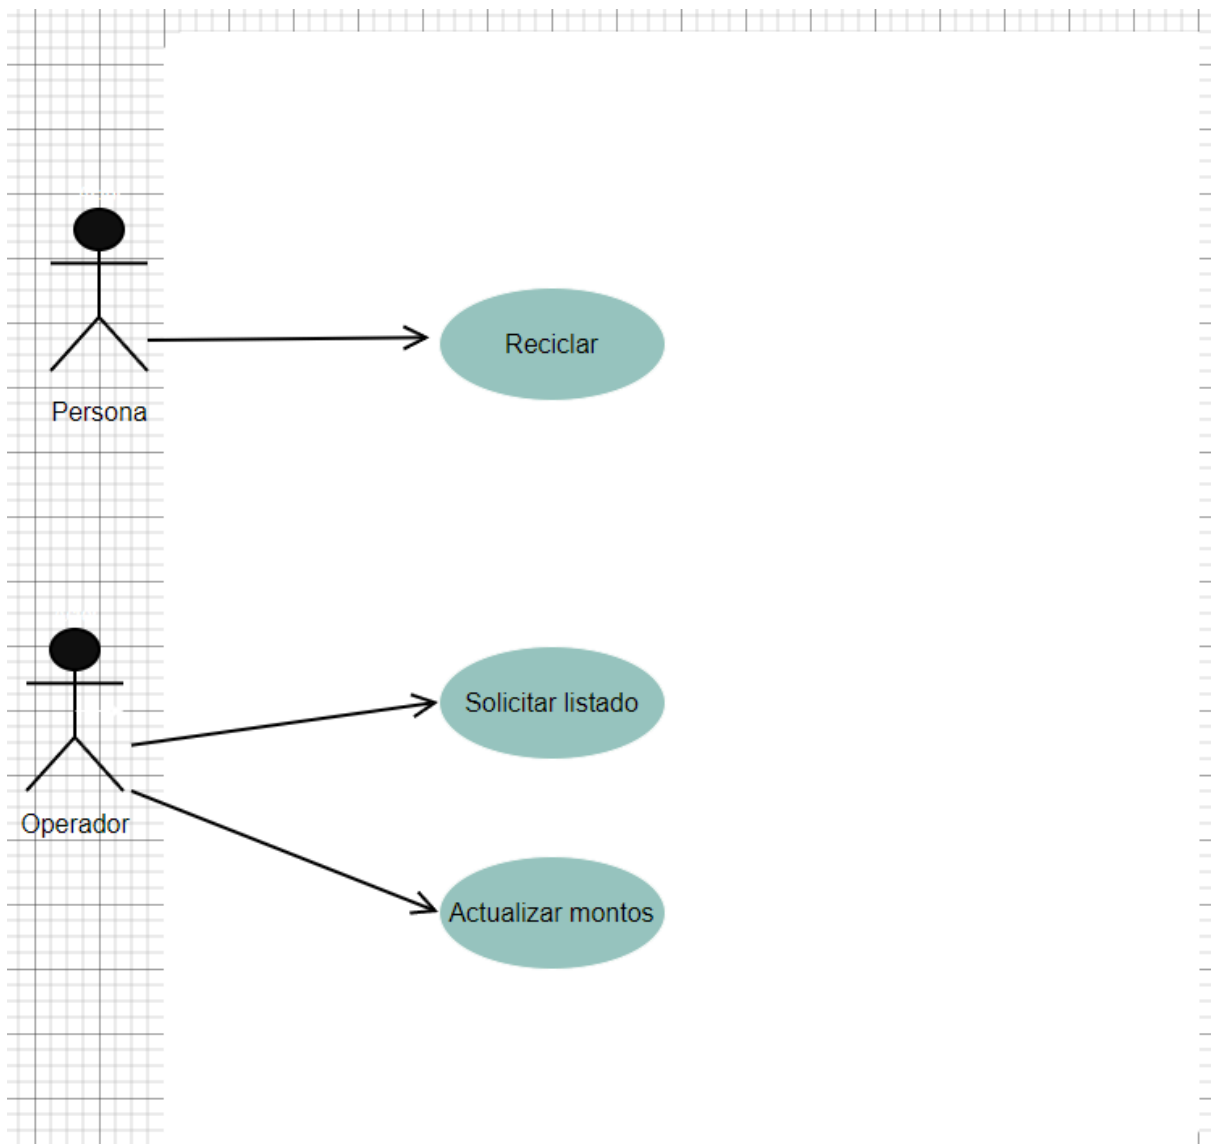 Reciclar
Persona
Solicitar listado
Operador
Actualizar montos